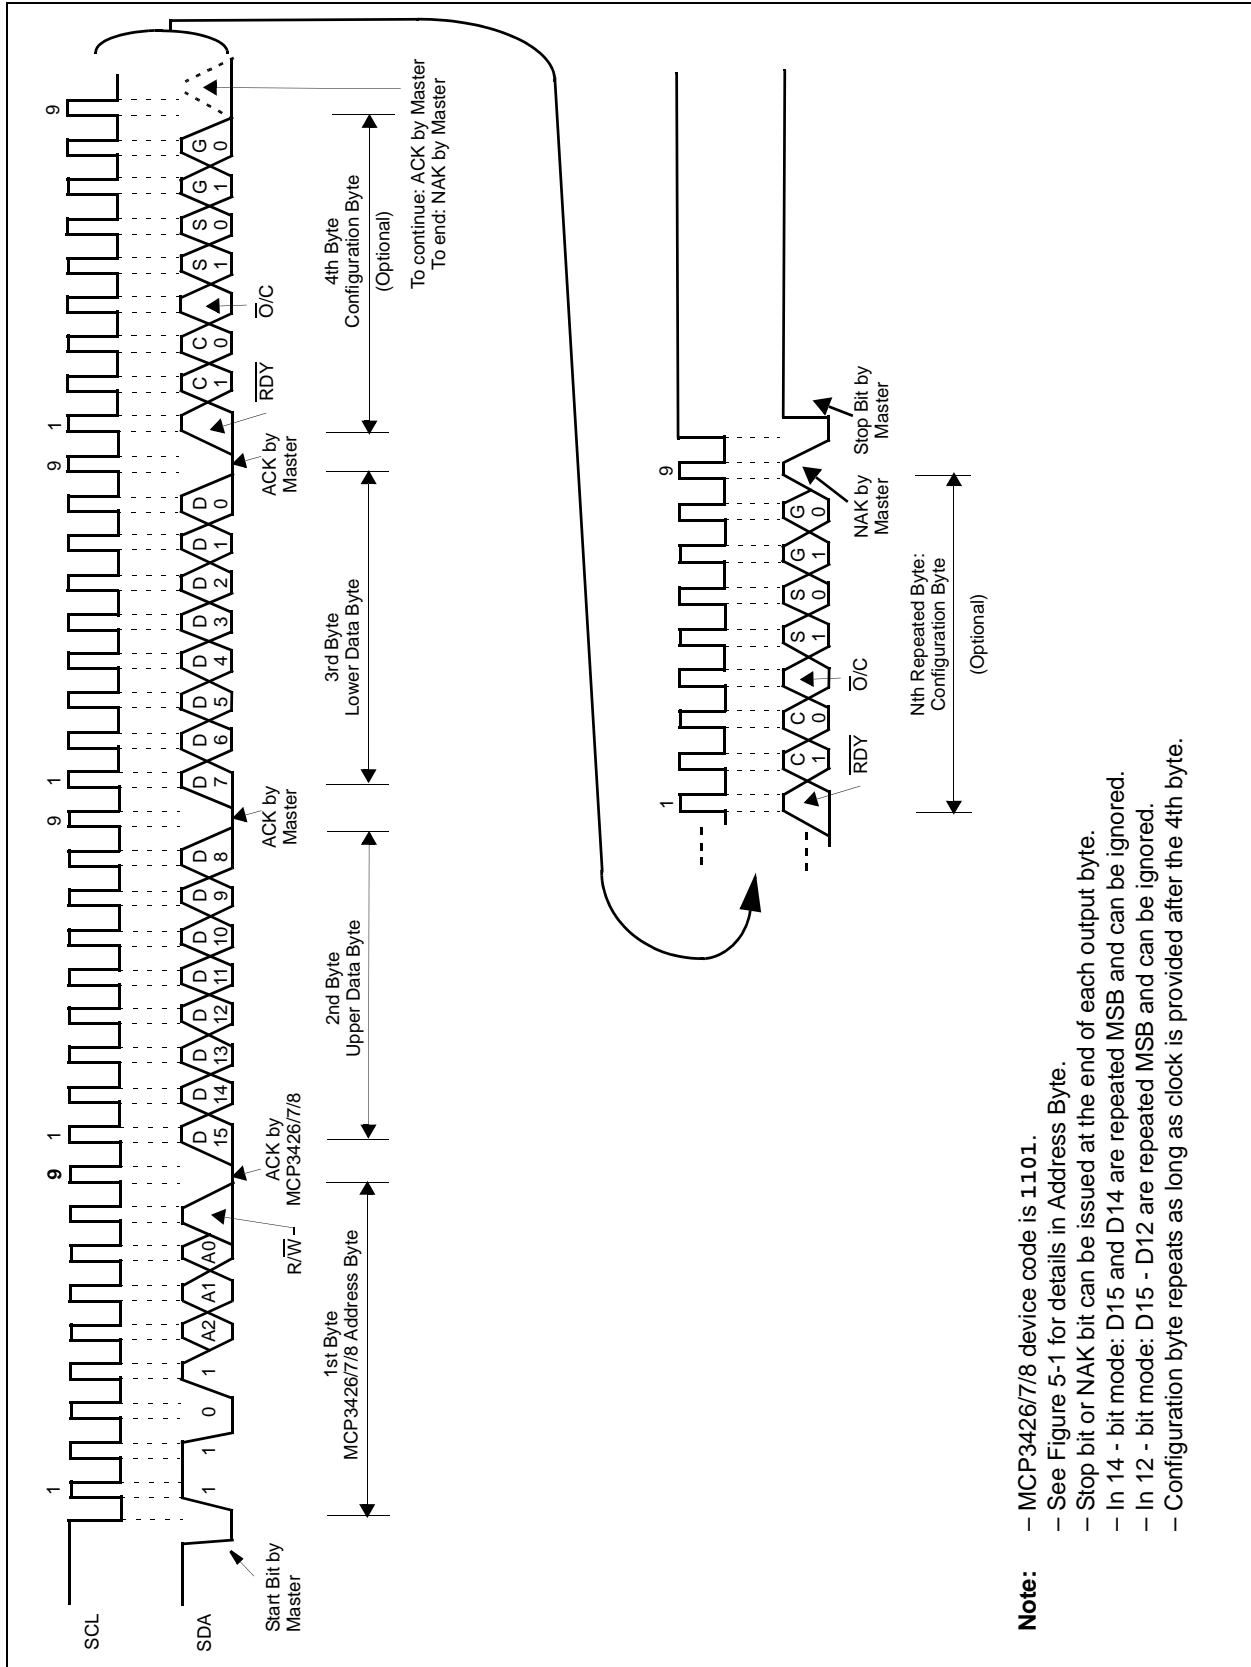 SCL
1
9
1
9
1
9
1
9
SDA
1
1
0
1
A2
A1
A0
D 15
D 14
D 13
D 12
D 11
D 10
D 9
D 8
D 7
D 6
D 5
D 4
D 3
D 2
D 1
D 0
C 1
C 0
S 1
S 0
G 1
G 0
Start Bit by
Master
R/W
ACK by
MCP3426/7/8
ACK by
Master
ACK by
Master
RDY
O/C
1st Byte
MCP3426/7/8 Address Byte
2nd Byte
Upper Data Byte
3rd Byte
Lower Data Byte
4th Byte
Configuration Byte
(Optional)
To continue: ACK by Master
To end: NAK by Master
1
9
C 1
C 0
S 1
S 0
G 1
G 0
RDY
O/C
NAK by
Master
Stop Bit by
Master
Nth Repeated Byte:
Configuration Byte
(Optional)
Note:
– MCP3426/7/8 device code is 1101.
– See Figure 5-1 for details in Address Byte.
– Stop bit or NAK bit can be issued at the end of each output byte.
– In 14 - bit mode: D15 and D14 are repeated MSB and can be ignored.
– In 12 - bit mode: D15 - D12 are repeated MSB and can be ignored.
– Configuration byte repeats as long as clock is provided after the 4th byte.